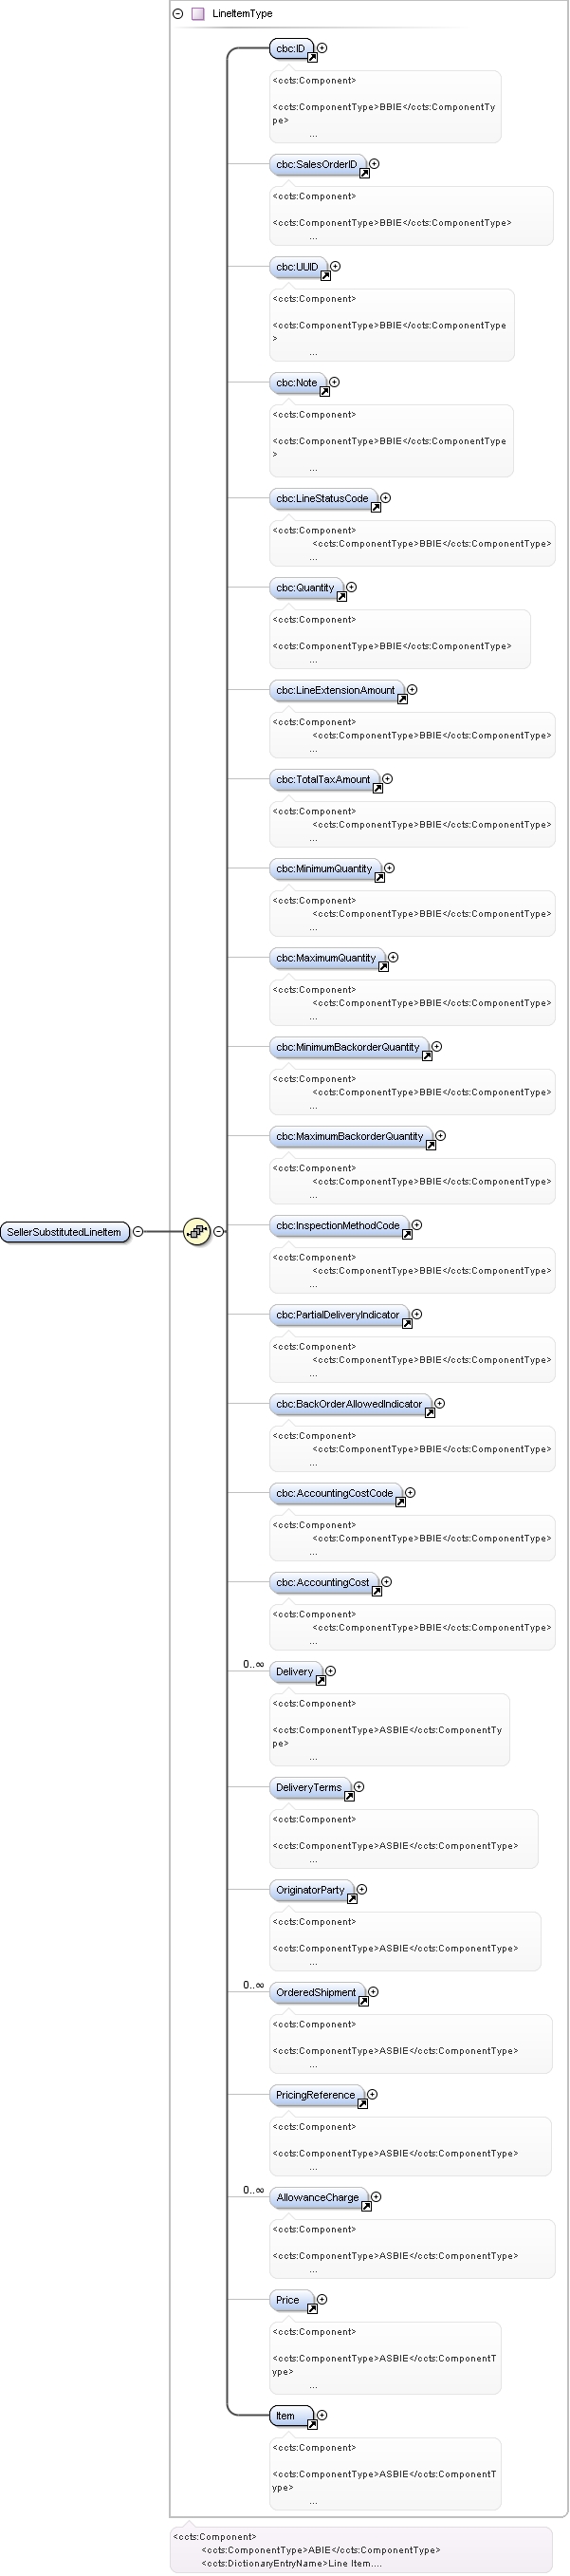 LineItemType
cbc:ID
<ccts:Component>
<ccts:ComponentType>BBIE</ccts:ComponentTy
pe>
...
cbc:SalesOrderID
<ccts:Component>
<ccts:ComponentType>BBIE</ccts:ComponentType>
...
cbc:UUID
<ccts:Component>
<ccts:ComponentType>BBIE</ccts:ComponentType
>
...
cbc:Note
<ccts:Component>
<ccts:ComponentType>BBIE</ccts:ComponentType
>
...
cbc:LineStatusCode
<ccts:Component>
<ccts:ComponentType>BBIE</ccts:ComponentType>
...
cbc:Quantity
<ccts:Component>
<ccts:ComponentType>BBIE</ccts:ComponentType>
...
cbc:LineExtensionAmount
<ccts:Component>
<ccts:ComponentType>BBIE</ccts:ComponentType>
...
cbc:TotalTaxAmount
<ccts:Component>
<ccts:ComponentType>BBIE</ccts:ComponentType>
...
cbc:MinimumQuantity
<ccts:Component>
<ccts:ComponentType>BBIE</ccts:ComponentType>
...
cbc:MaximumQuantity
<ccts:Component>
<ccts:ComponentType>BBIE</ccts:ComponentType>
...
cbc:MinimumBackorderQuantity
<ccts:Component>
<ccts:ComponentType>BBIE</ccts:ComponentType>
...
cbc:MaximumBackorderQuantity
<ccts:Component>
<ccts:ComponentType>BBIE</ccts:ComponentType>
...
SellerSubstitutedLineItem
cbc:InspectionMethodCode
<ccts:Component>
<ccts:ComponentType>BBIE</ccts:ComponentType>
...
cbc:PartialDeliveryIndicator
<ccts:Component>
<ccts:ComponentType>BBIE</ccts:ComponentType>
...
cbc:BackOrderAllowedIndicator
<ccts:Component>
<ccts:ComponentType>BBIE</ccts:ComponentType>
...
cbc:AccountingCostCode
<ccts:Component>
<ccts:ComponentType>BBIE</ccts:ComponentType>
...
cbc:AccountingCost
<ccts:Component>
<ccts:ComponentType>BBIE</ccts:ComponentType>
...
0..∞
Delivery
<ccts:Component>
<ccts:ComponentType>ASBIE</ccts:ComponentTy
pe>
...
DeliveryTerms
<ccts:Component>
<ccts:ComponentType>ASBIE</ccts:ComponentType>
...
OriginatorParty
<ccts:Component>
<ccts:ComponentType>ASBIE</ccts:ComponentType>
...
0..∞
OrderedShipment
<ccts:Component>
<ccts:ComponentType>ASBIE</ccts:ComponentType>
...
PricingReference
<ccts:Component>
<ccts:ComponentType>ASBIE</ccts:ComponentType>
...
0..∞
AllowanceCharge
<ccts:Component>
<ccts:ComponentType>ASBIE</ccts:ComponentType>
...
Price
<ccts:Component>
<ccts:ComponentType>ASBIE</ccts:ComponentT
ype>
...
Item
<ccts:Component>
<ccts:ComponentType>ASBIE</ccts:ComponentT
ype>
...
<ccts:Component>
<ccts:ComponentType>ABIE</ccts:ComponentType>
<ccts:DictionaryEntryName>Line Item....